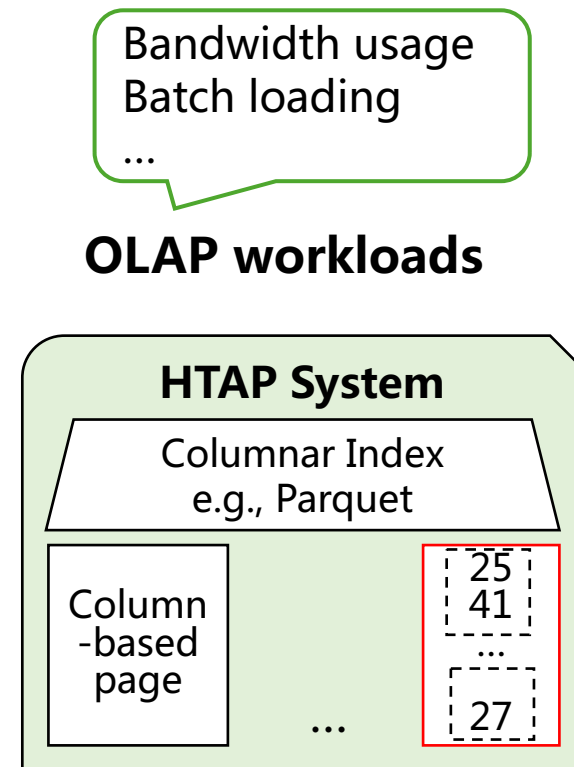 Bandwidth usage
Batch loading
...
OLAP workloads
HTAP System
Columnar Index
e.g., Parquet
Column
-based
page
...
25
41
...
27